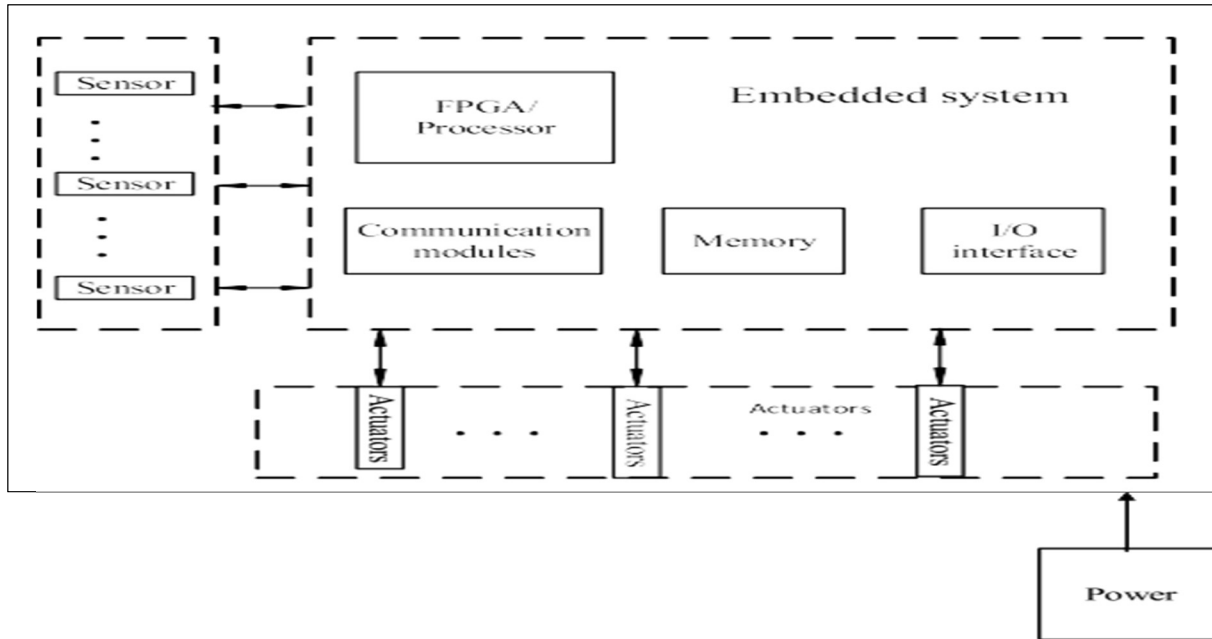 Sensor
Sensor
Sensor
FPGA/
Processor
Embedded system
Communication
modules
Memory
I/O
interface
Actuators
Actuators
Actuators
Actuators
Power